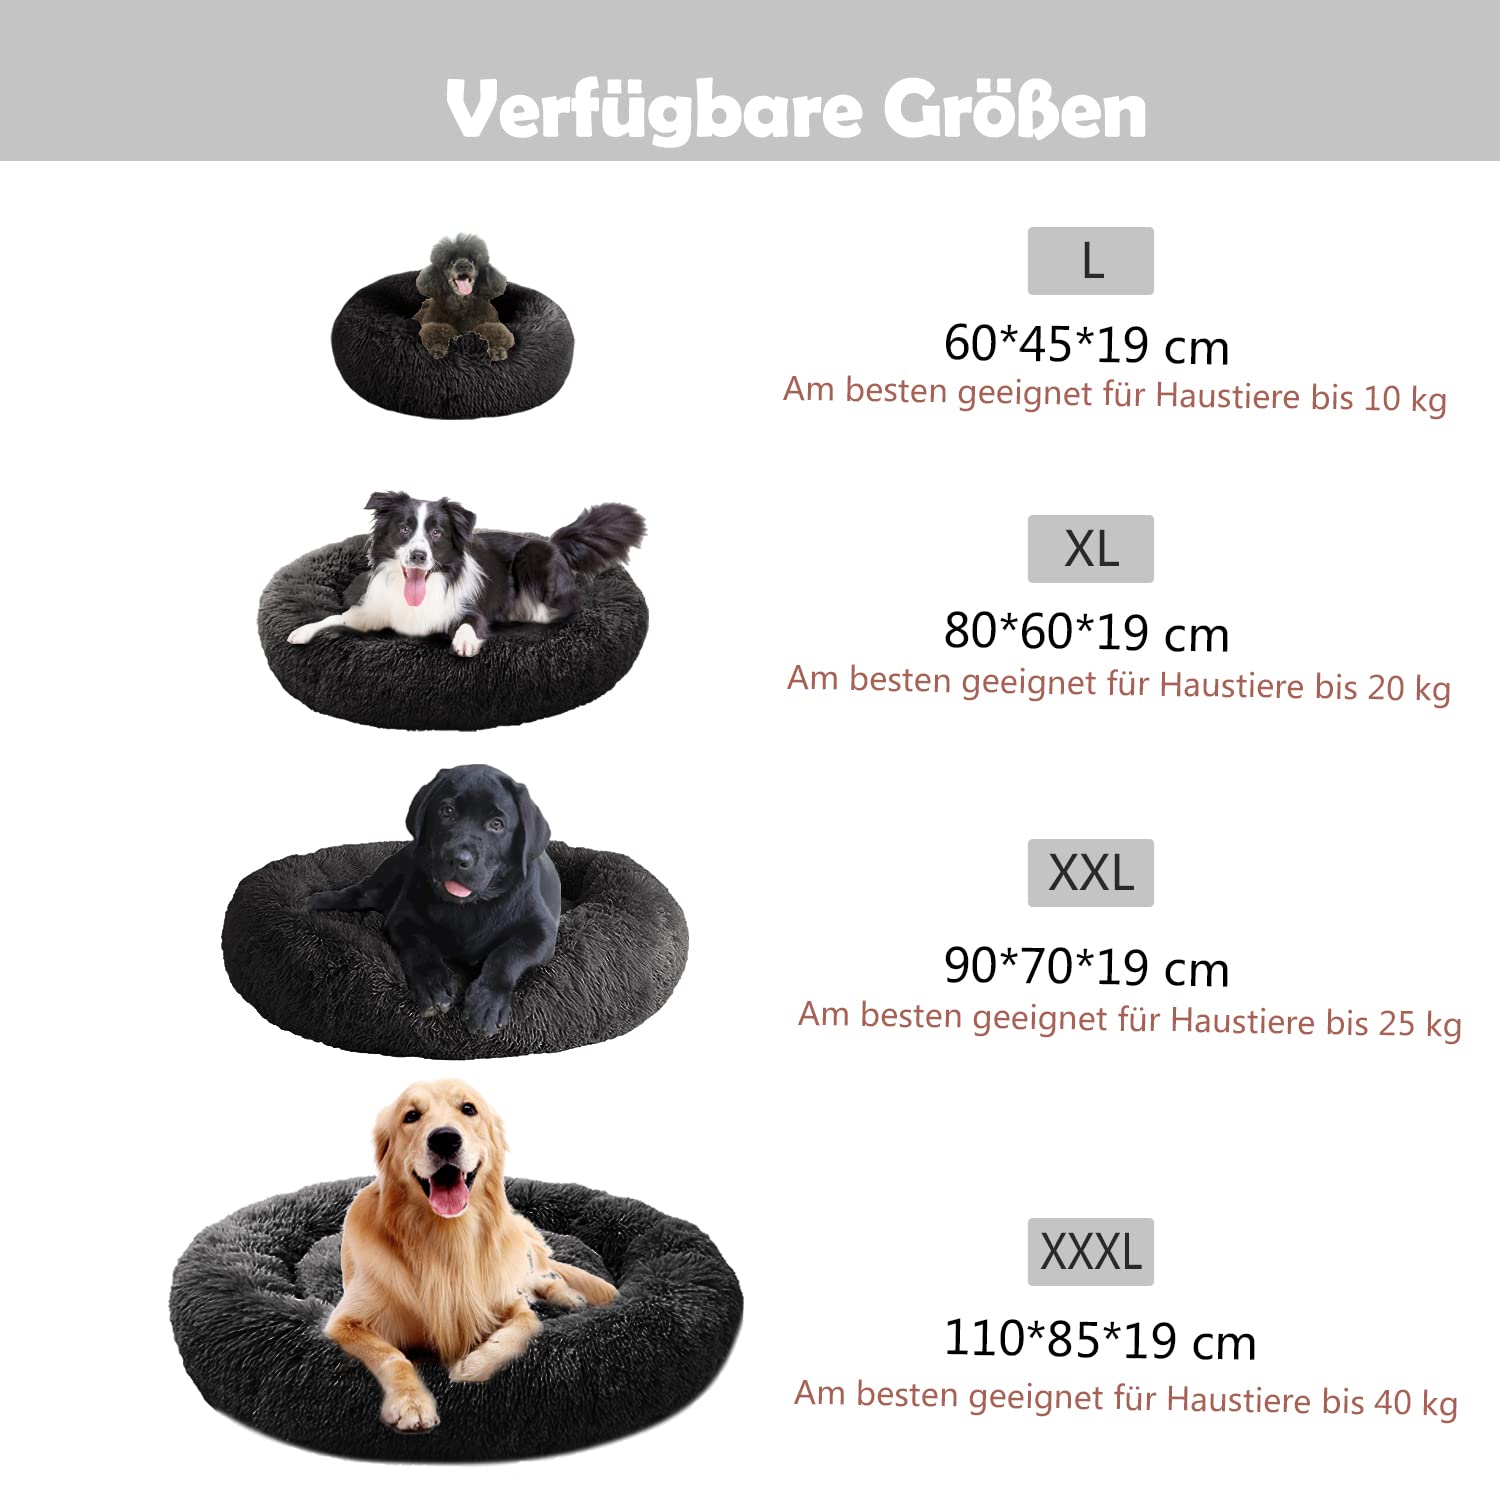 Verfügbare Größen
L
60*45*19 cm
Am besten geeignet für Haustiere bis 10 kg
XL
80*60*19 cm
Am besten geeignet für Haustiere bis 20 kg
XXL
90*70*19 cm
Am besten geeignet für Haustiere bis 25 kg
XXXL
110*85*19 cm
Am besten geeignet für Haustiere bis 40 kg